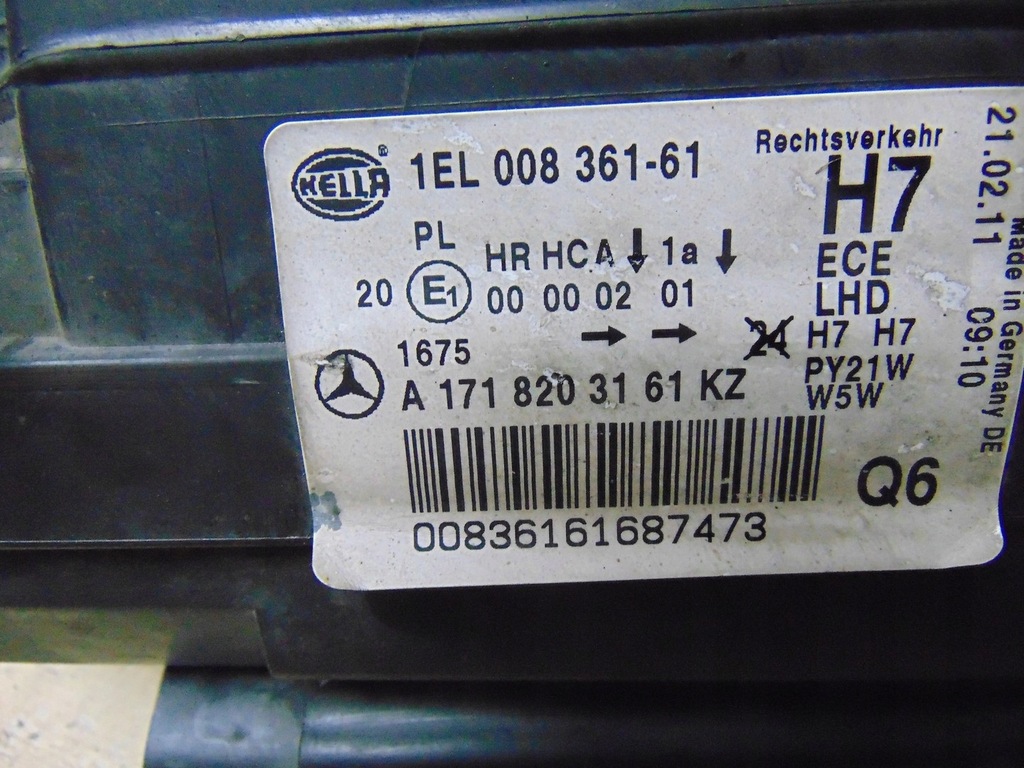 HELLA ® 1EL 008 361-61
Rechtsverkehr
H7
PL HR HC A ↓ 1a ↓
ECE
20 E1 00 00 02 01
LHD
→ →
24 H7 H7
1675
PY21W
A 171 820 31 61 KZ
W5W
Q6
00836161687473
21.02.11 09:10
Made in Germany DE